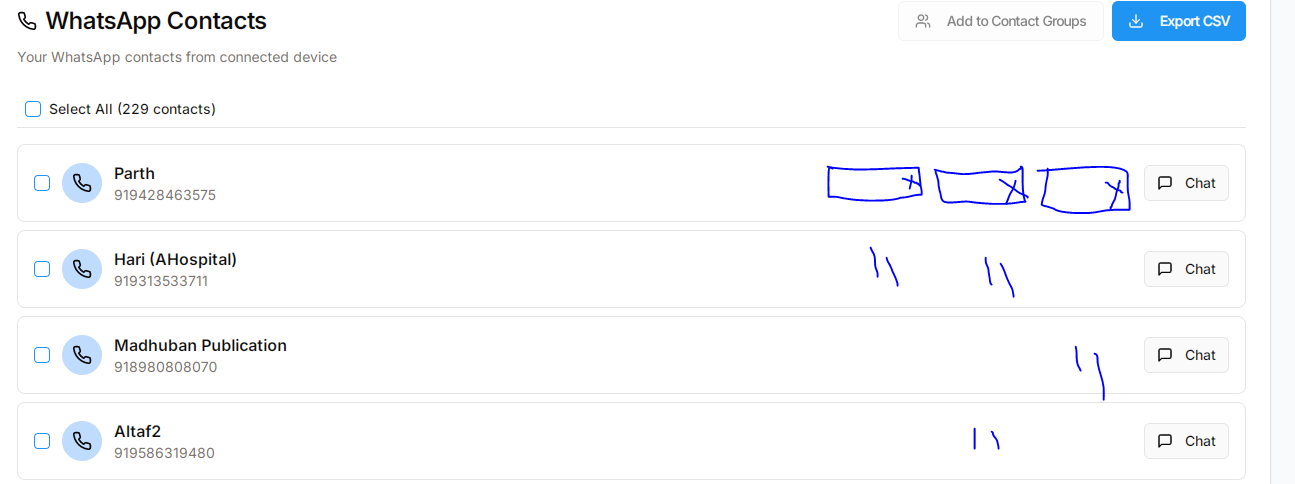 WhatsApp Contacts
Add to Contact Groups
Export CSV
Your WhatsApp contacts from connected device
Select All (229 contacts)
Parth
919428463575
Chat
Hari (AHospital)
919313533711
Chat
Madhuban Publication
918980808070
Chat
Altaf2
919586319480
Chat